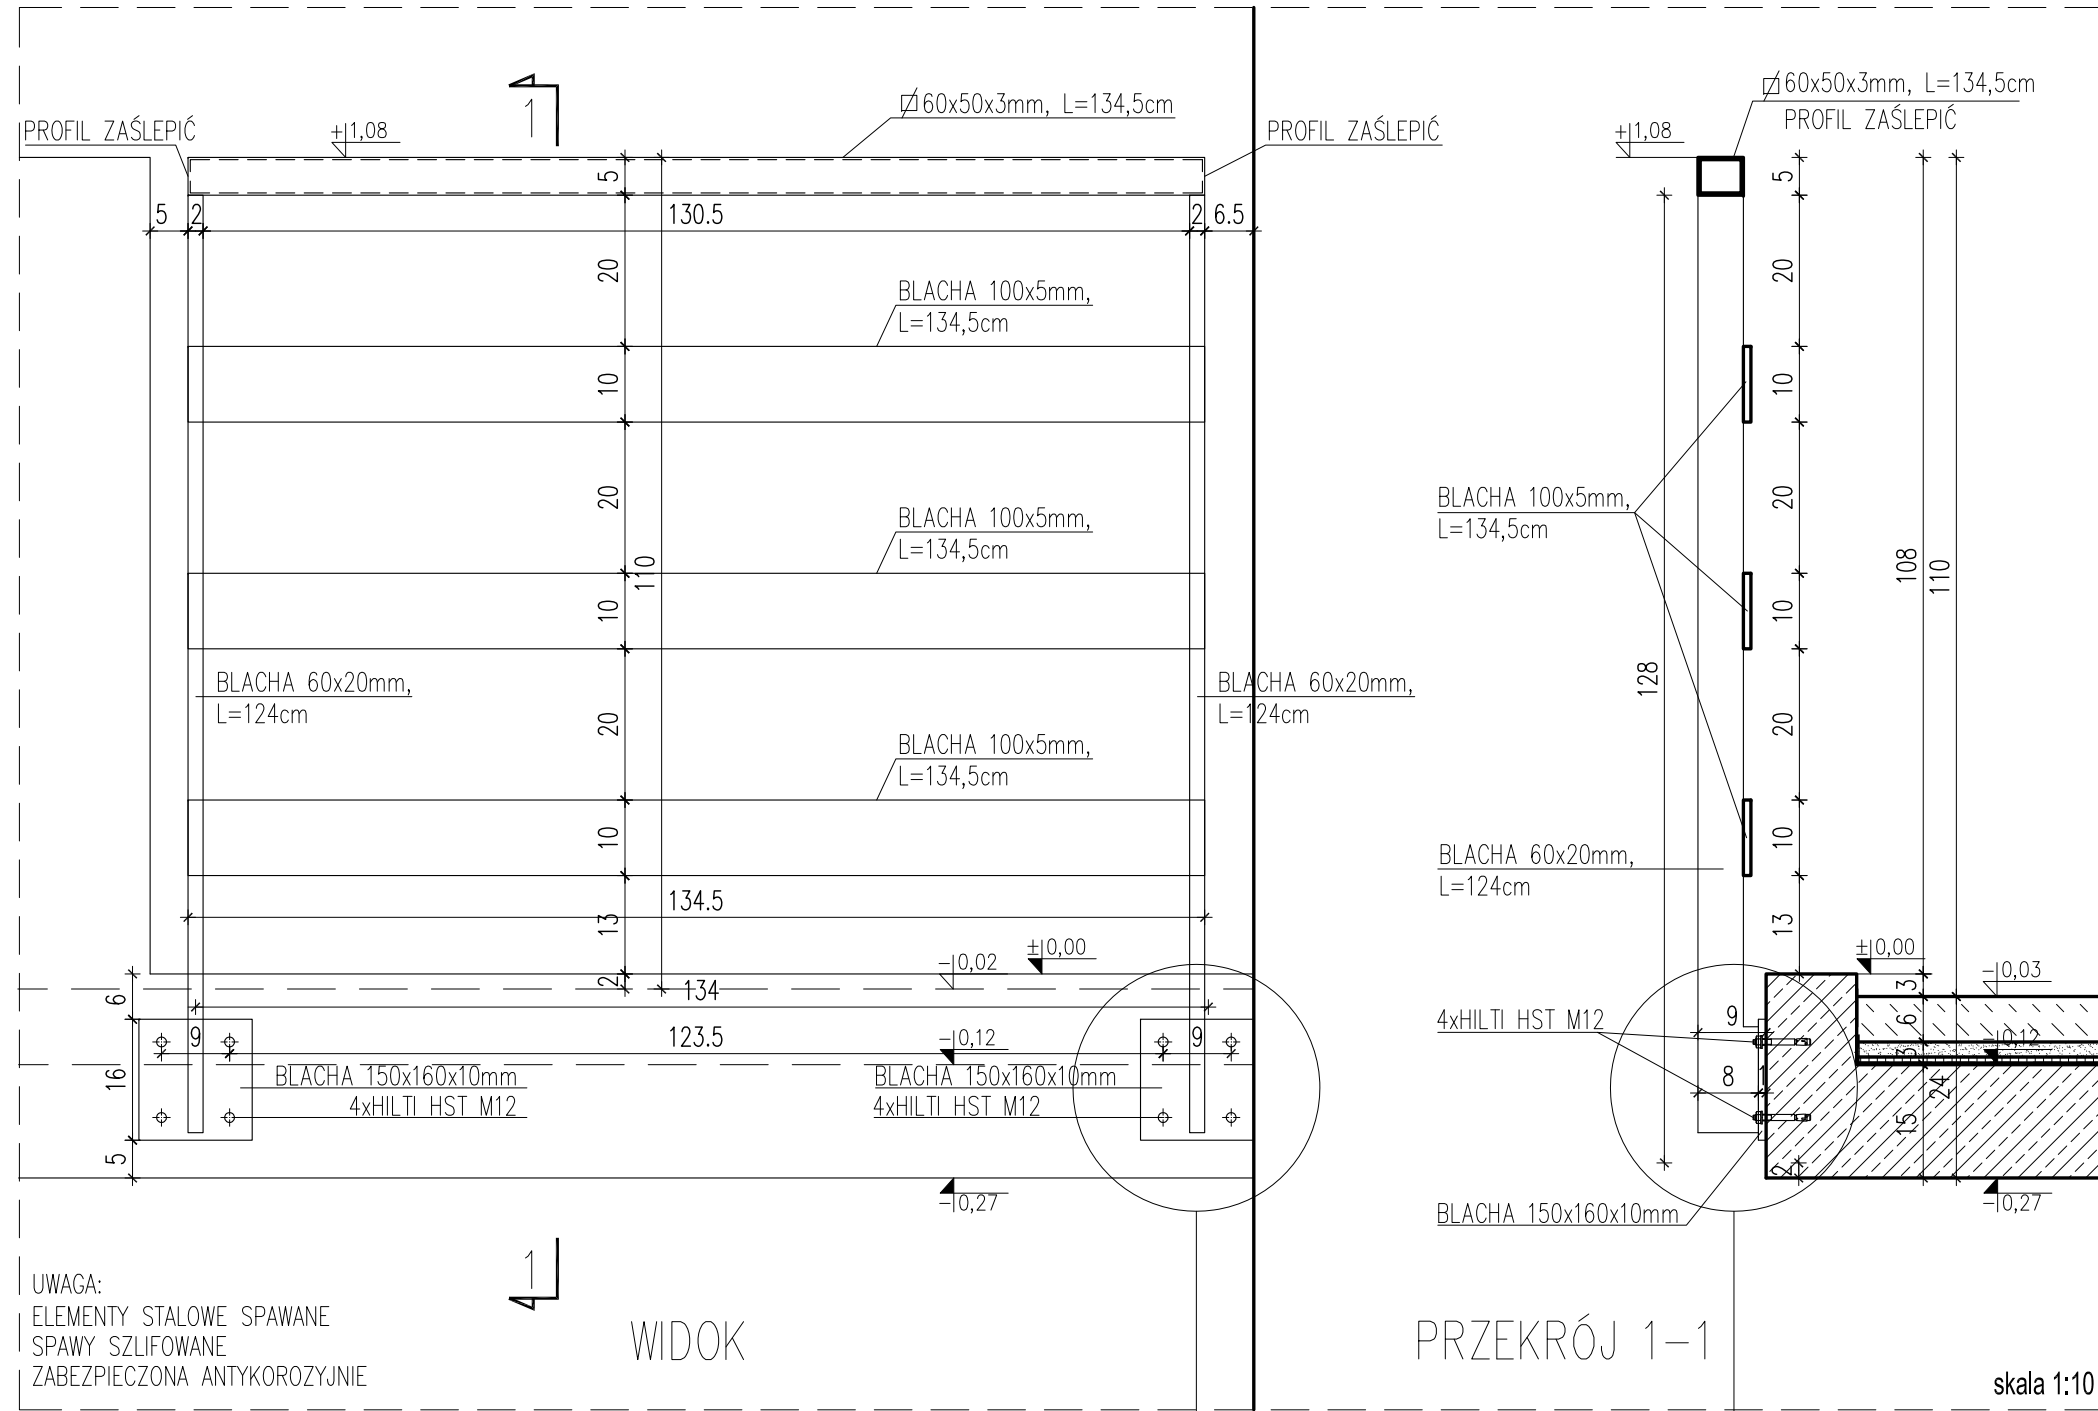 1
60x50x3mm, L=134,5cm
PROFIL ZAŚLEPIĆ
+1,08
PROFIL ZAŚLEPIĆ
5
5
2
130.5
2
6.5
20
BLACHA 100x5mm,
L=134,5cm
10
20
BLACHA 100x5mm,
L=134,5cm
110
10
BLACHA 60x20mm,
L=124cm
BLACHA 60x20mm,
L=124cm
20
BLACHA 100x5mm,
L=134,5cm
10
134.5
13
±0,00
-0,02
2
134
6
9
123.5
-0,12
9
16
BLACHA 150x160x10mm
4xHILTI HST M12
BLACHA 150x160x10mm
4xHILTI HST M12
5
-0,27
1
UWAGA:
ELEMENTY STALOWE SPAWANE
SPAWY SZLIFOWANE
ZABEZPIECZONA ANTYKOROZYJNIE
WIDOK
60x50x3mm, L=134,5cm
PROFIL ZAŚLEPIĆ
+1,08
5
20
10
BLACHA 100x5mm,
L=134,5cm
20
108
110
10
128
20
BLACHA 60x20mm,
L=124cm
10
13
±0,00
-0,03
3
4xHILTI HST M12
9
6
-0,12
3
8
1
24
15
2
-0,27
BLACHA 150x160x10mm
PRZEKRÓJ 1-1
skala 1:10